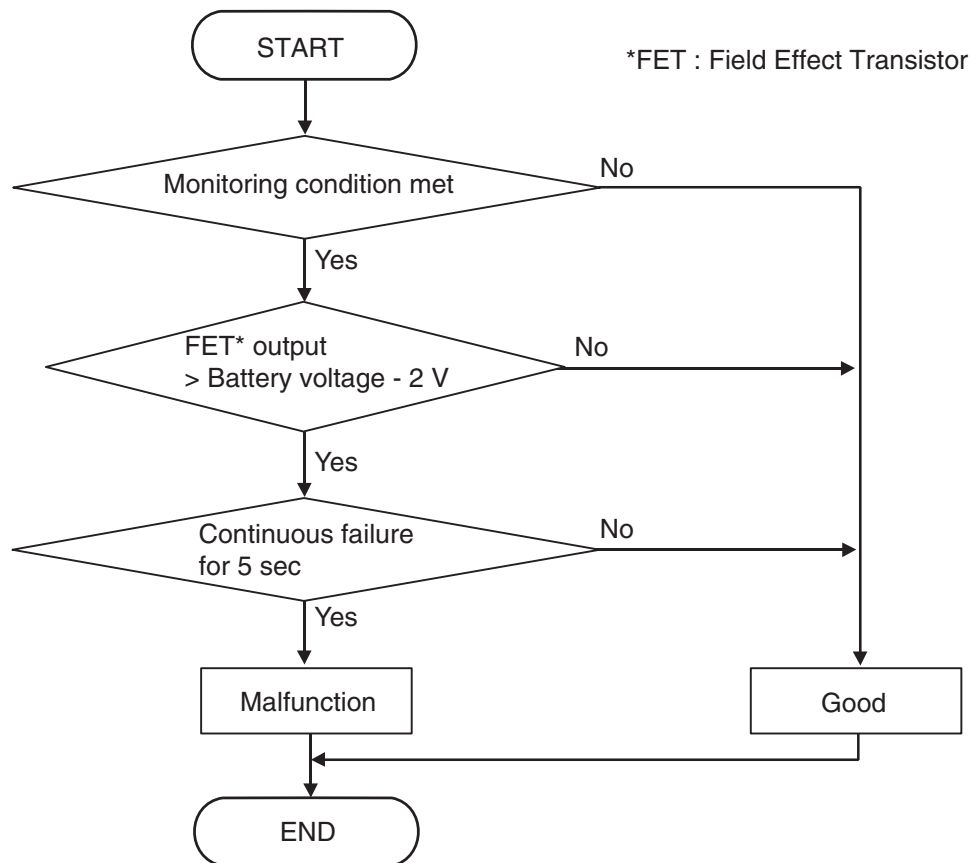 START
*FET : Field Effect Transistor
Monitoring condition met
No
Yes
FET* output
> Battery voltage - 2 V
No
Yes
Continuous failure
for 5 sec
No
Yes
Malfunction
Good
END